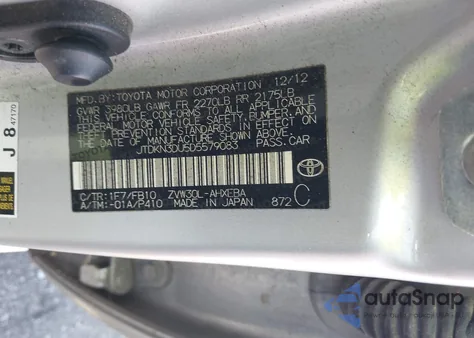 MFD.BY:TOYOTA MOTOR CORPORATION 12/12
GVWR 3980LB GAWR FR 2270LB RR 2175LB
THIS VEHICLE CONFORMS TO ALL APPLICABLE
FEDERAL MOTOR VEHICLE SAFETY, BUMPER, AND
THEFT PREVENTION STANDARDS IN EFFECT ON
THE DATE OF MANUFACTURE SHOWN ABOVE.
JTDKN3DU5D5579083 PASS.CAR
C/TR:1F7/FB10 ZVW30L-AHXEBA
A/TM:-01A/P410 MADE IN JAPAN 872 C
J 8
47170
autoSnap